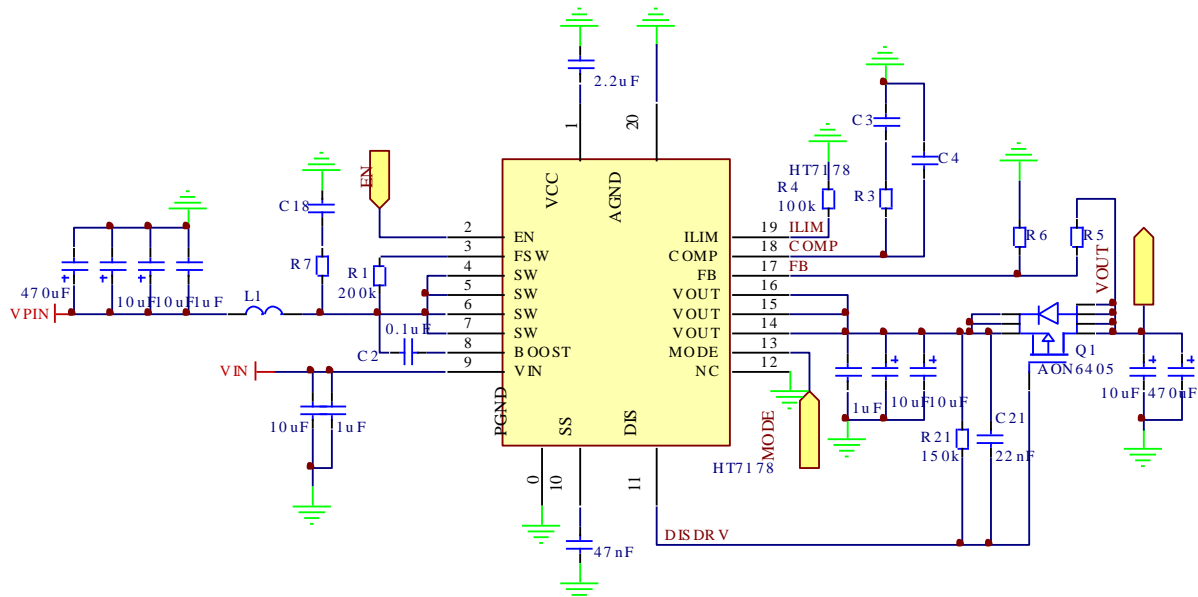 2.2uF
1
20
VCC
AGND
EN
C18
R7
R1
200k
470uF
10uF
10uF
1uF
VPIN
L1
0.1uF
C2
VIN
10uF
1uF
2
3
4
5
6
7
8
9
EN
FSW
SW
SW
SW
SW
BOOST
VIN
PGND
SS
DIS
0
10
11
47nF
ILIM
COMP
FB
VOUT
VOUT
VOUT
MODE
NC
19
18
17
16
15
14
13
12
ILIM
COMP
FB
HT7178
R4
100k
C3
R3
C4
R6
R5
VOUT
Q1
AON6405
10uF
470uF
1uF
10uF
10uF
MODE
HT7178
R21
150k
C21
22nF
DISDRV